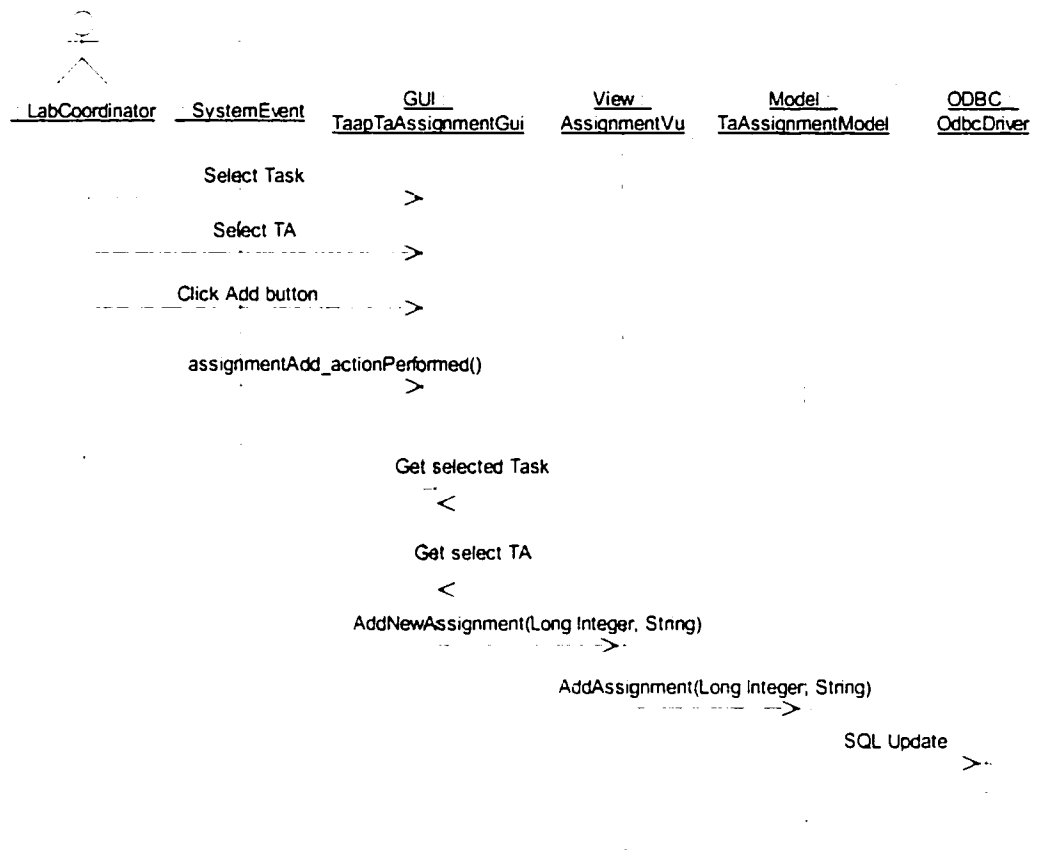 LabCoordinator
SystemEvent
GUI :
TaapTaAssignmentGui
View :
AssignmentVu
Model :
TaAssignmentModel
ODBC :
OdbcDriver
Select Task
Select TA
Click Add button
assignmentAdd_actionPerformed()
Get selected Task
Get select TA
AddNewAssignment(Long Integer, String)
AddAssignment(Long Integer, String)
SQL Update